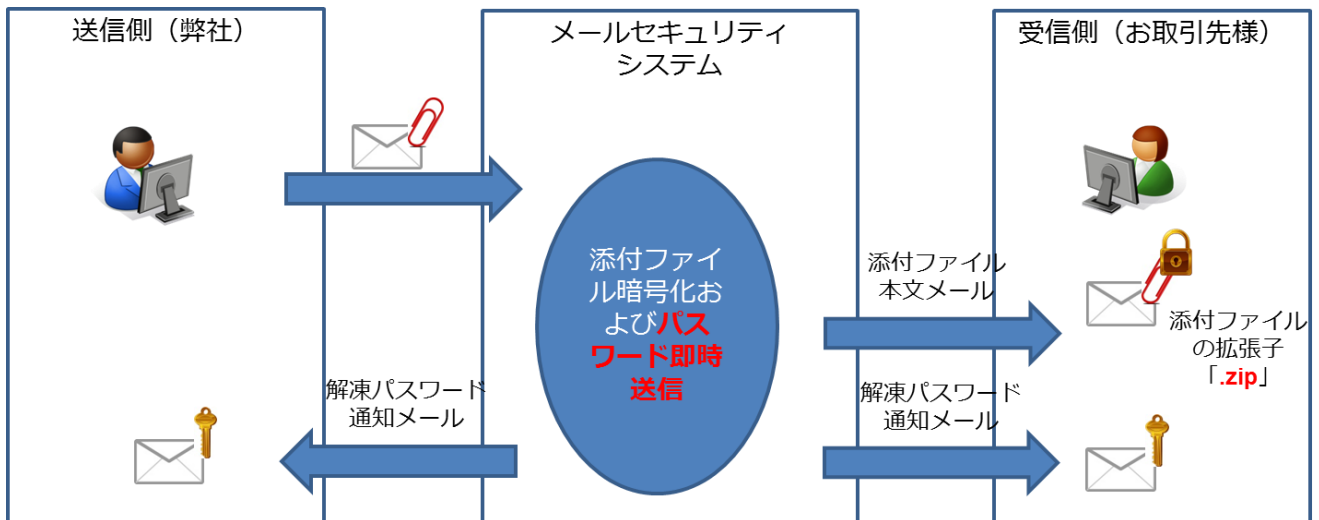 送信側（弊社）
メールセキュリティ
システム
受信側（お取引先様）
添付ファイ
ル暗号化お
よびパス
ワード即時
送信
添付ファイル
本文メール
添付ファイル
の拡張子
「.zip」
解凍パスワード
通知メール
解凍パスワード
通知メール